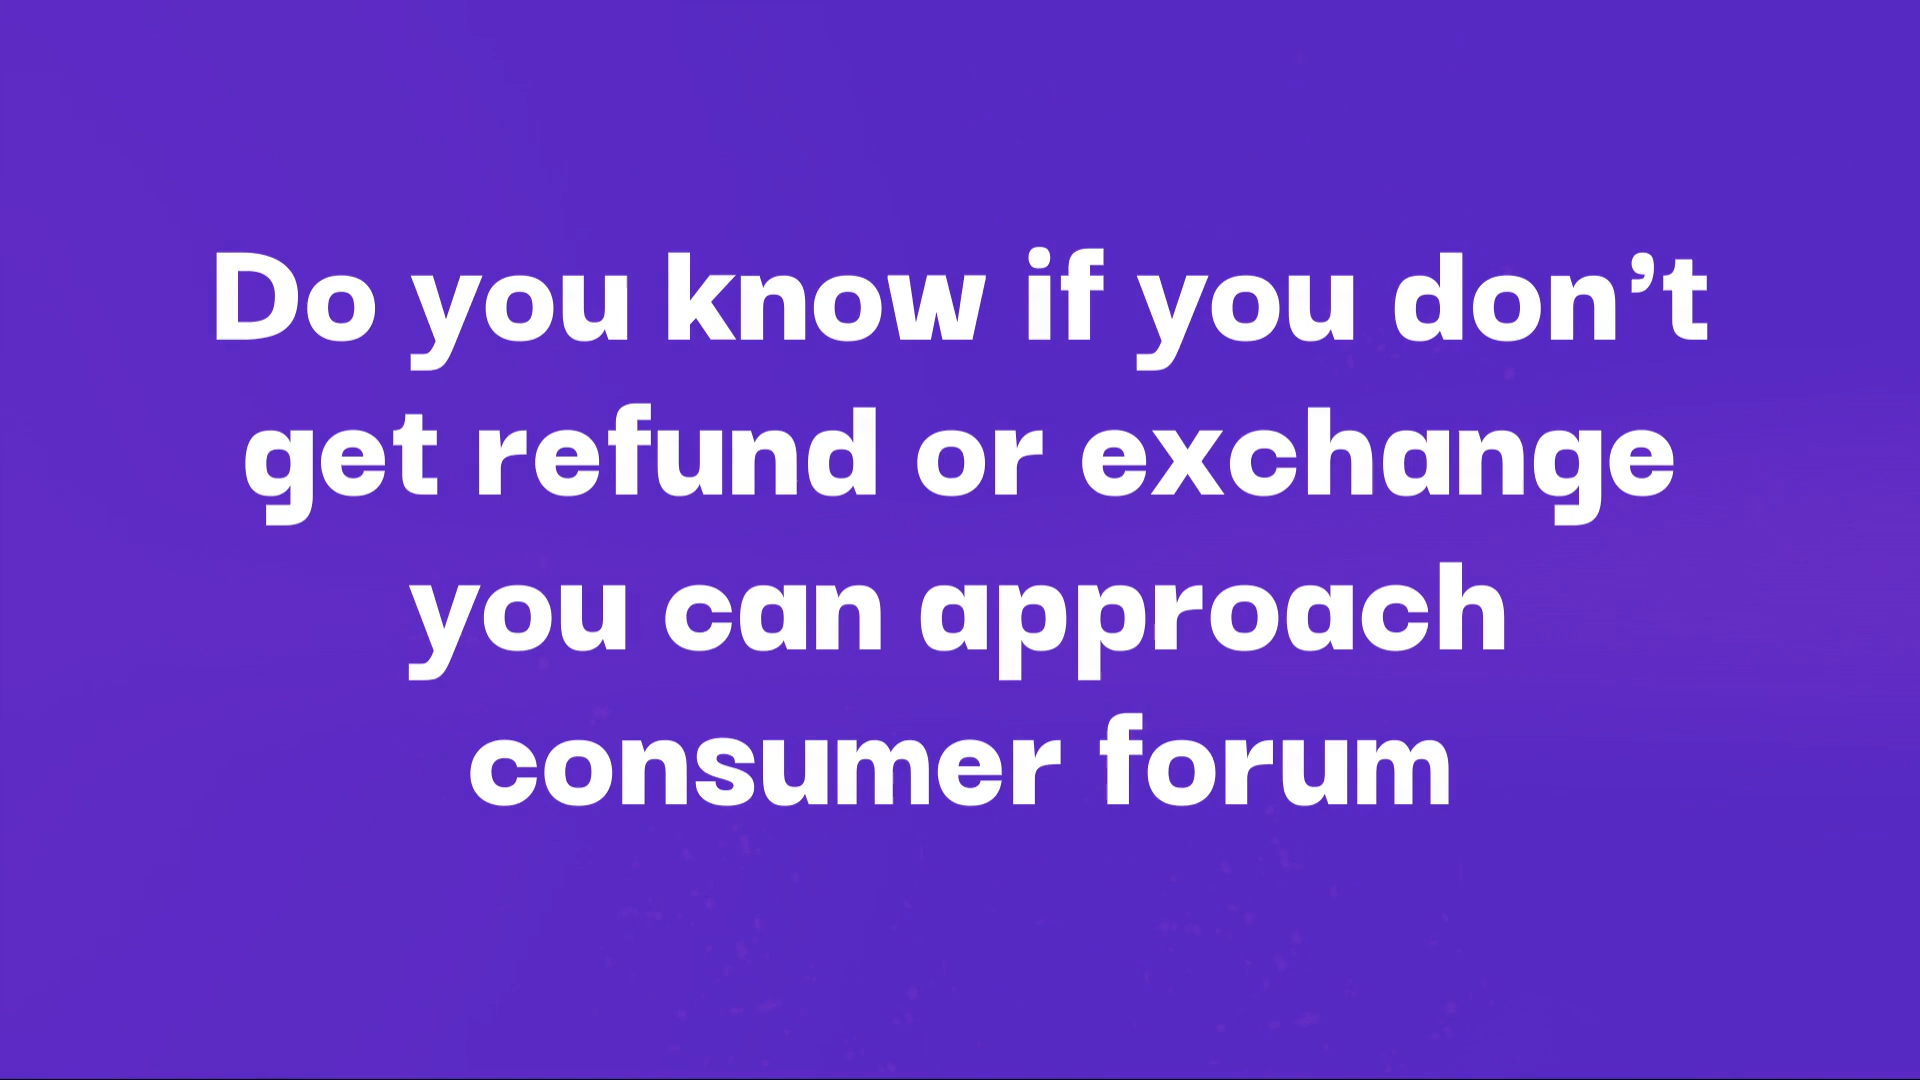 Do you know if you don’t
get refund or exchange
you can approach
consumer forum